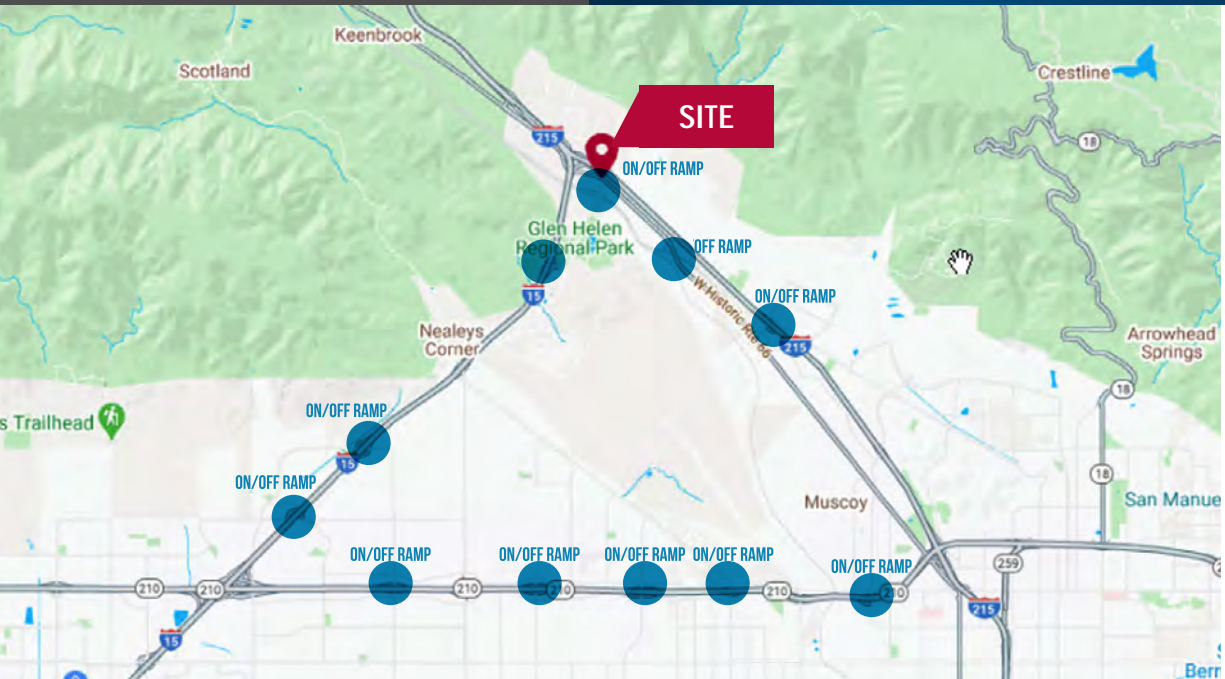 Keenbrook
Scotland
Crestline
SITE
215
18
ON/OFF RAMP
Glen Helen
Regional Park
OFF RAMP
15
ON/OFF RAMP
W Historic Rte 66
Nealeys
Corner
215
Arrowhead
Springs
18
ON/OFF RAMP
s Trailhead
15
18
ON/OFF RAMP
Muscoy
San Manue
ON/OFF RAMP
ON/OFF RAMP
ON/OFF RAMP
ON/OFF RAMP
ON/OFF RAMP
259
210
210
210
210
210
210
215
15
Bern